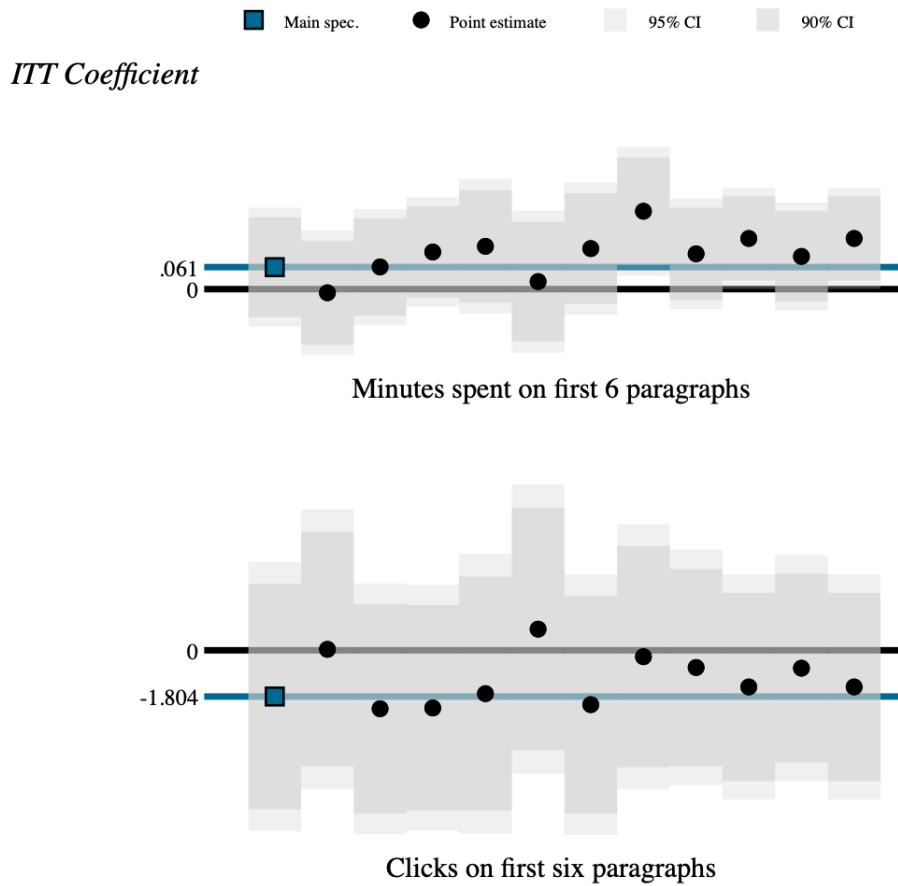 Main spec. Point estimate 95% CI 90% CI
ITT Coefficient
.061
0
Minutes spent on first 6 paragraphs
0
-1.804
Clicks on first six paragraphs